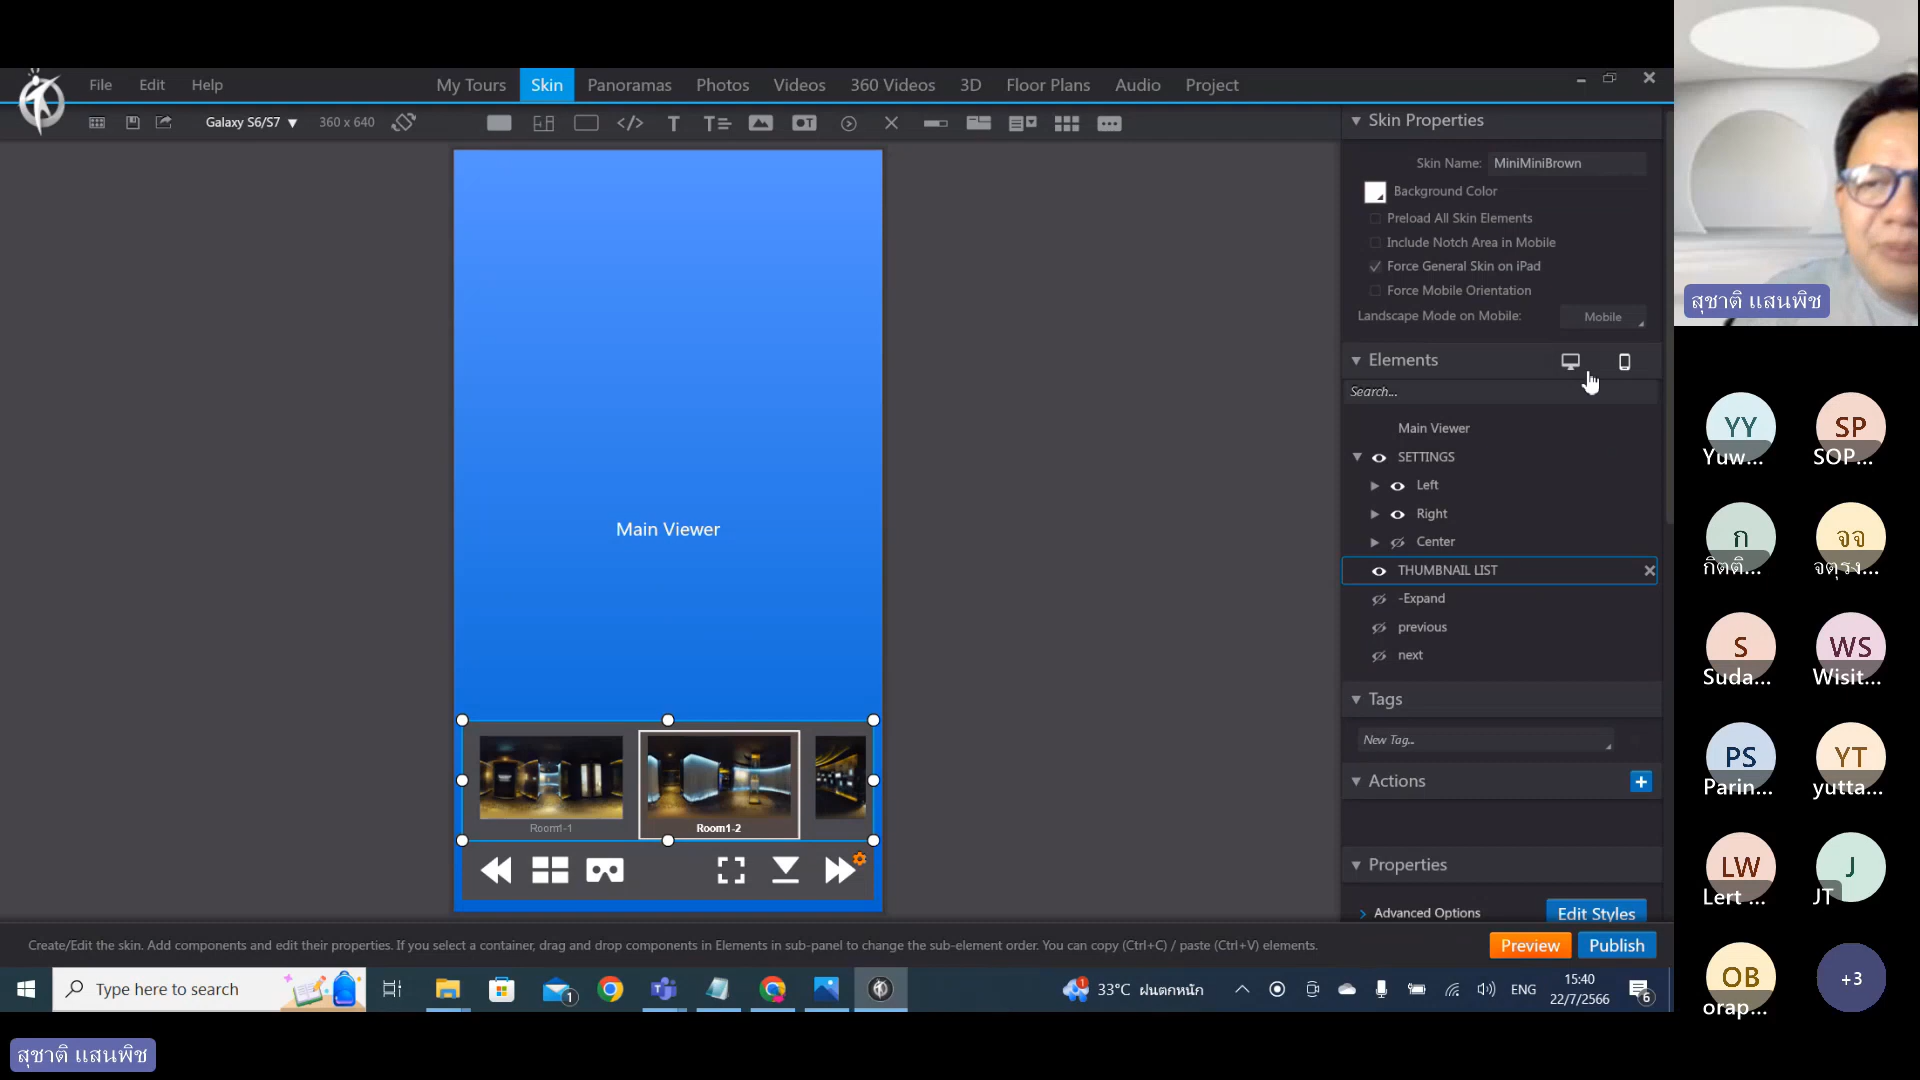 File Edit Help
My Tours Skin Panoramas Photos Videos 360 Videos 3D Floor Plans Audio Project
Galaxy S6/S7 ▼ 360 x 640
Skin Properties
Skin Name: MiniMiniBrown
Background Color
Preload All Skin Elements
Include Notch Area in Mobile
Force General Skin on iPad
Force Mobile Orientation
Landscape Mode on Mobile: Mobile
Elements
Search...
Main Viewer
SETTINGS
Left
Right
Center
THUMBNAIL LIST
-Expand
previous
next
Tags
New Tag...
Actions
Properties
Advanced Options Edit Styles
Main Viewer
Room1-1 Room1-2
Create/Edit the skin. Add components and edit their properties. If you select a container, drag and drop components in Elements in sub-panel to change the sub-element order. You can copy (Ctrl+C) / paste (Ctrl+V) elements.
Preview Publish
Type here to search
1
1
33°C ฝนตกหนัก
ENG
15:40
22/7/2566
6
สุชาติ แสนพิช
YY SP
Yuw... SOP...
ก จจ
กิตติ... จตุรง...
S WS
Suda... Wisit...
PS YT
Parin... yutta...
LW J
Lert ... JT
OB +3
orap...
สุชาติ แสนพิช